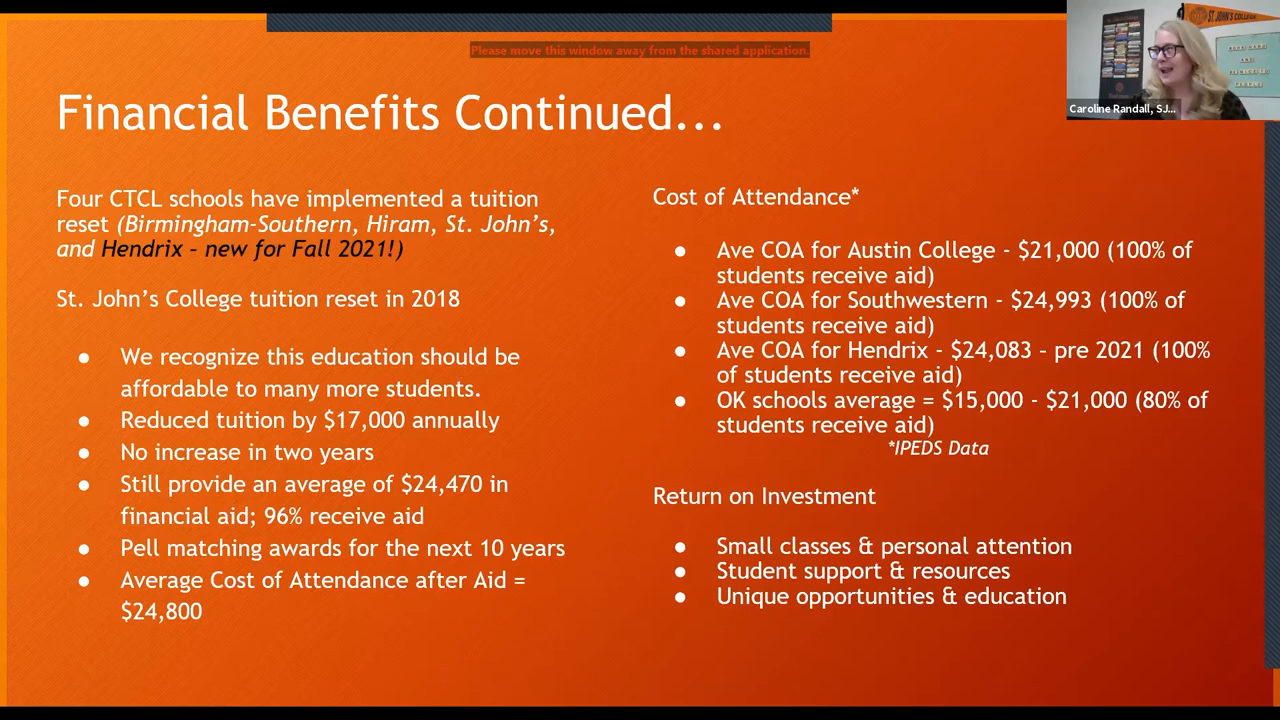 Please move this window away from the shared application.
ST. JOHN'S COLLEGE
Caroline Randall, SJ...
Financial Benefits Continued...
Four CTCL schools have implemented a tuition
reset (Birmingham-Southern, Hiram, St. John's,
and Hendrix – new for Fall 2021!)
St. John's College tuition reset in 2018
● We recognize this education should be
affordable to many more students.
● Reduced tuition by $17,000 annually
● No increase in two years
● Still provide an average of $24,470 in
financial aid; 96% receive aid
● Pell matching awards for the next 10 years
● Average Cost of Attendance after Aid =
$24,800
Cost of Attendance*
● Ave COA for Austin College - $21,000 (100% of
students receive aid)
● Ave COA for Southwestern - $24,993 (100% of
students receive aid)
● Ave COA for Hendrix - $24,083 – pre 2021 (100%
of students receive aid)
● OK schools average = $15,000 - $21,000 (80% of
students receive aid)
*IPEDS Data
Return on Investment
● Small classes & personal attention
● Student support & resources
● Unique opportunities & education